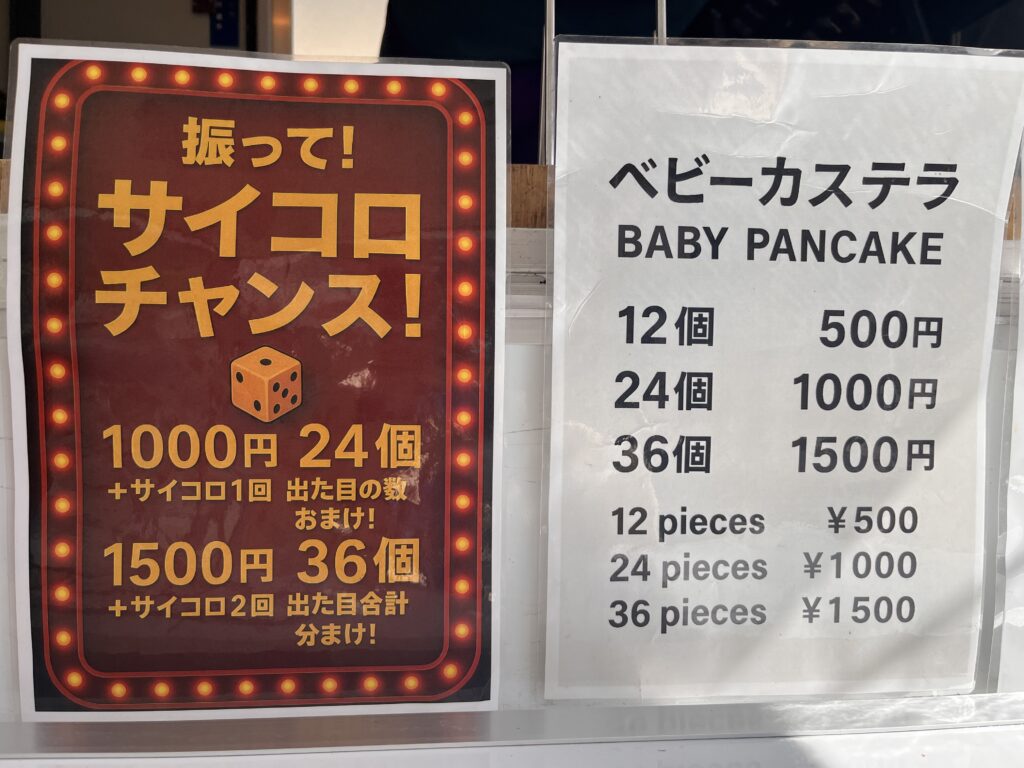 振って!
サイコロ
チャンス!
1000円 24個
+サイコロ1回 出た目の数
おまけ!
1500円 36個
+サイコロ2回 出た目合計
分まけ!
ベビーカステラ
BABY PANCAKE
12個 500円
24個 1000円
36個 1500円
12 pieces ¥500
24 pieces ¥1000
36 pieces ¥1500